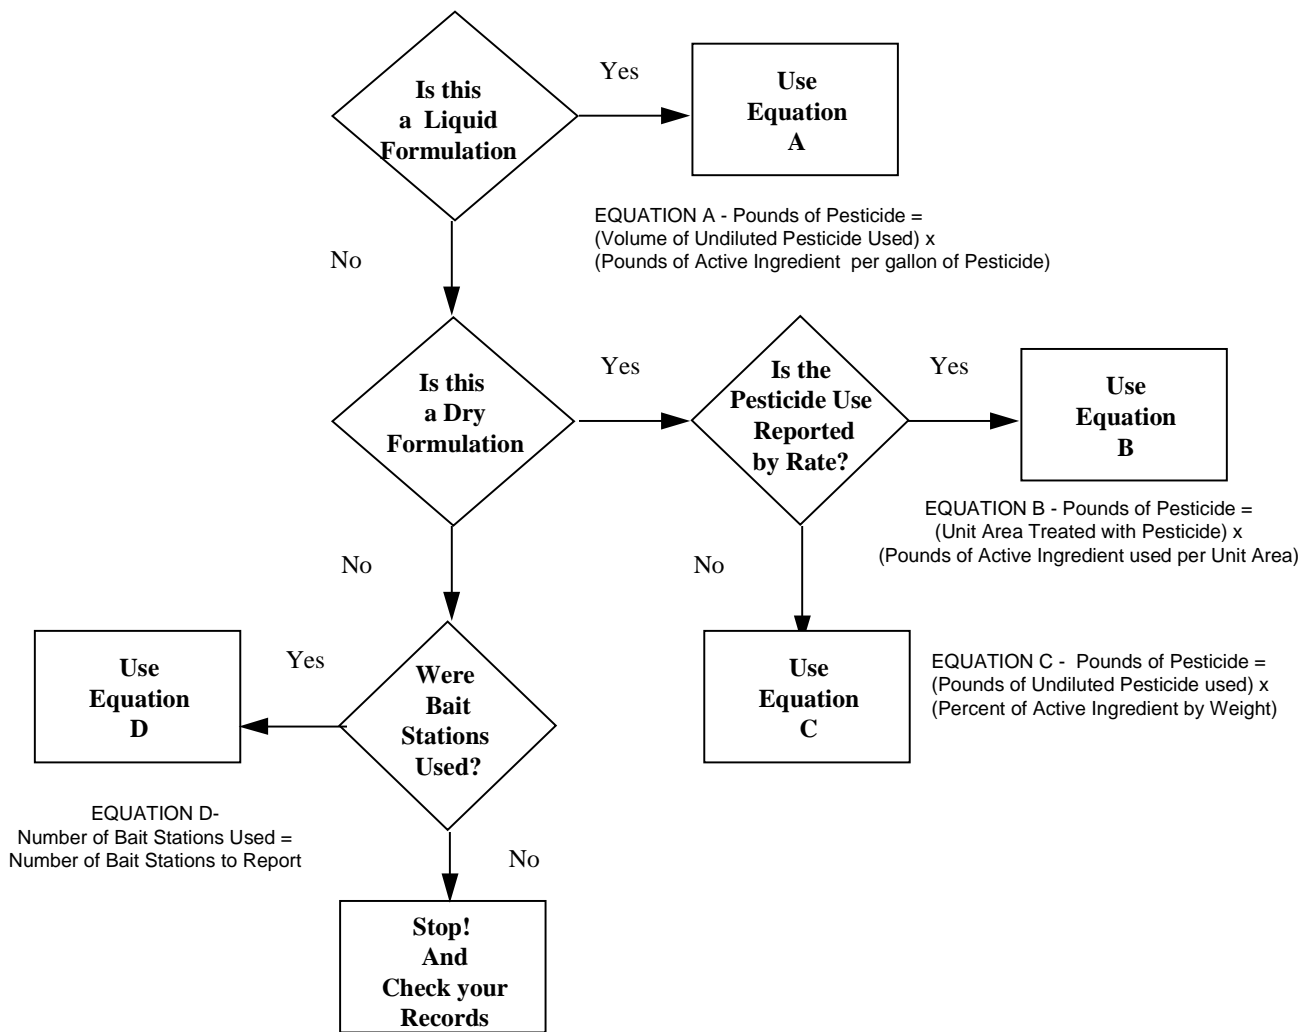 Is this
a Liquid
Formulation
Yes
Use
Equation
A
EQUATION A - Pounds of Pesticide =
(Volume of Undiluted Pesticide Used) x
(Pounds of Active Ingredient per gallon of Pesticide)
No
Is this
a Dry
Formulation
Yes
Is the
Pesticide Use
Reported
by Rate?
Yes
Use
Equation
B
EQUATION B - Pounds of Pesticide =
(Unit Area Treated with Pesticide) x
(Pounds of Active Ingredient used per Unit Area)
No
No
Use
Equation
C
EQUATION C - Pounds of Pesticide =
(Pounds of Undiluted Pesticide used) x
(Percent of Active Ingredient by Weight)
Were
Bait
Stations
Used?
Yes
Use
Equation
D
EQUATION D-
Number of Bait Stations Used =
Number of Bait Stations to Report
No
Stop!
And
Check your
Records